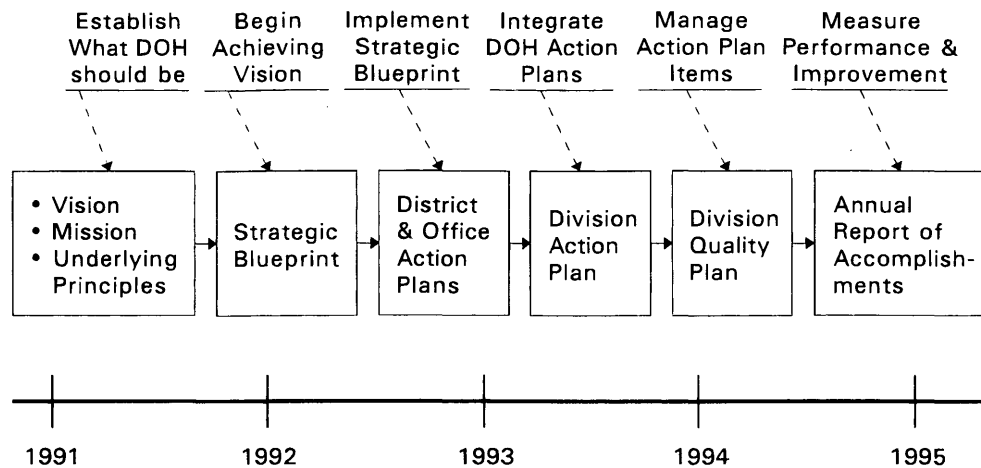 Establish
What DOH
should be
Begin
Achieving
Vision
Implement
Strategic
Blueprint
Integrate
DOH Action
Plans
Manage
Action Plan
Items
Measure
Performance &
Improvement
• Vision
• Mission
• Underlying
Principles
Strategic
Blueprint
District
& Office
Action
Plans
Division
Action
Plan
Division
Quality
Plan
Annual
Report of
Accomplish-
ments
1991
1992
1993
1994
1995